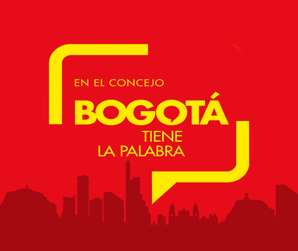 EN EL CONCEJO
BOGOTÁ
TIENE
LA PALABRA